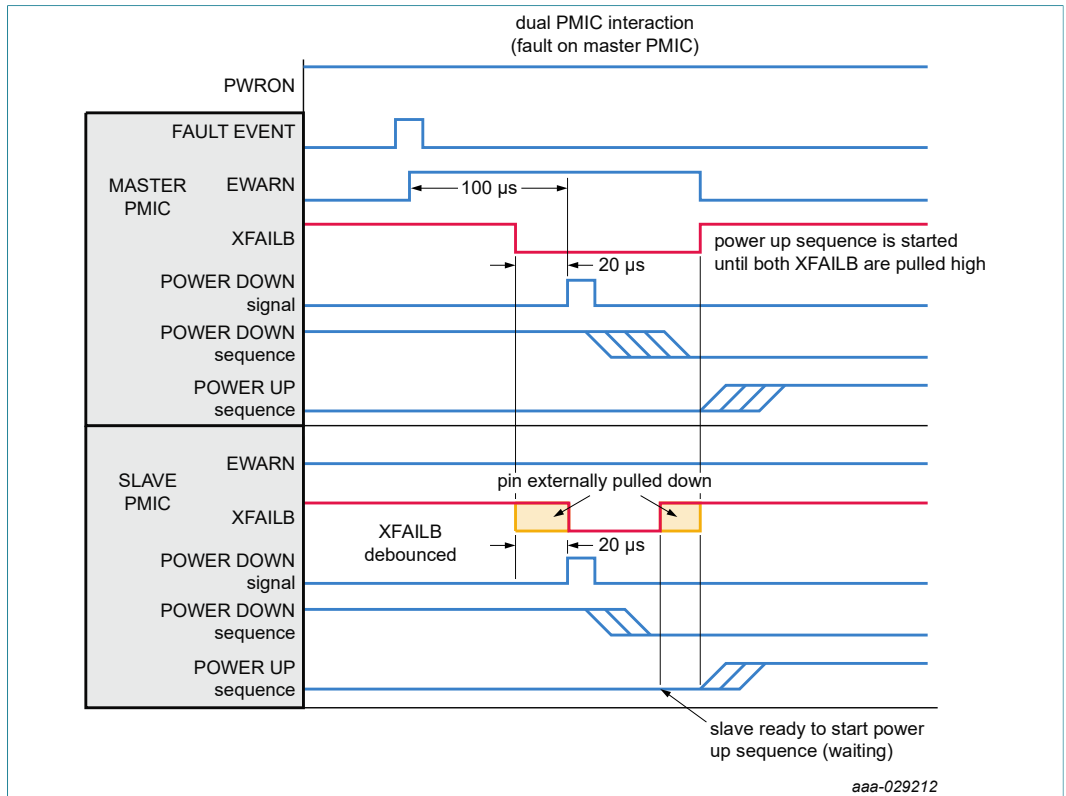 dual PMIC interaction
(fault on master PMIC)
PWRON
FAULT EVENT
MASTER
PMIC
EWARN
100 µs
XFAILB
power up sequence is started
until both XFAILB are pulled high
20 µs
POWER DOWN
signal
POWER DOWN
sequence
POWER UP
sequence
SLAVE
PMIC
EWARN
pin externally pulled down
XFAILB
XFAILB
debounced
20 µs
POWER DOWN
signal
POWER DOWN
sequence
POWER UP
sequence
slave ready to start power
up sequence (waiting)
aaa-029212